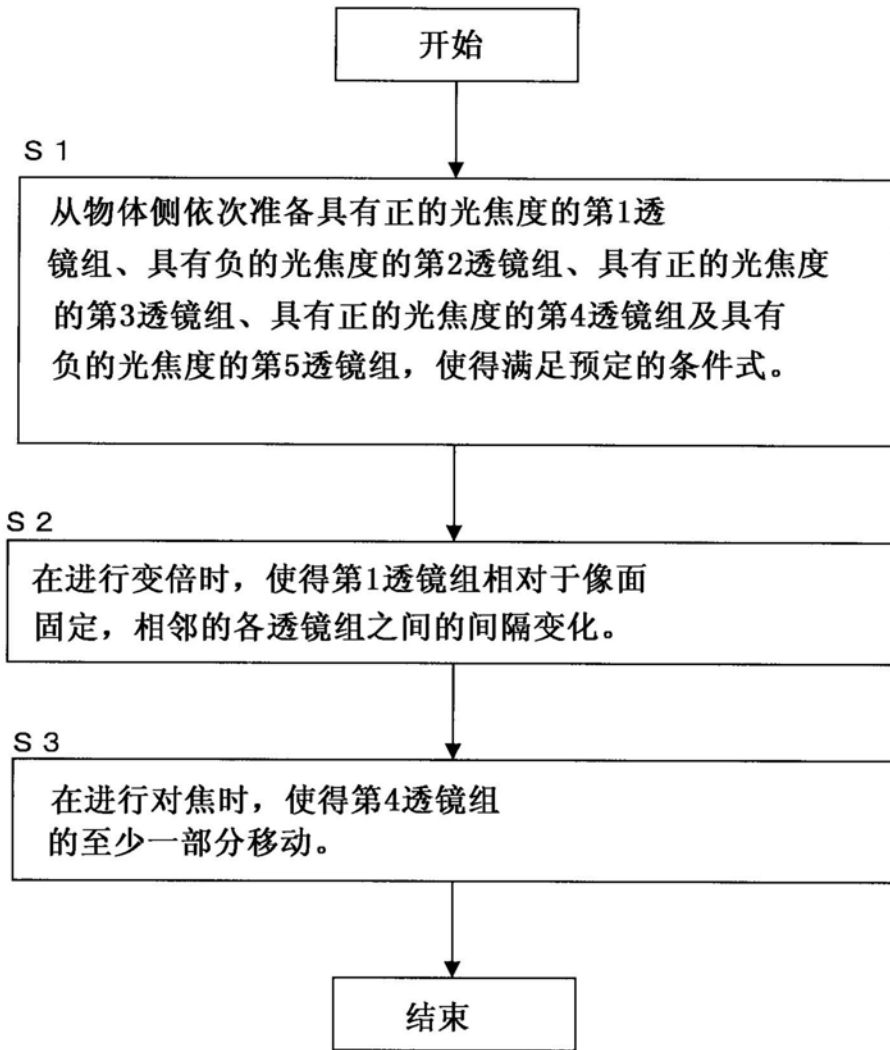 开始
S 1
从物体侧依次准备具有正的光焦度的第1透
镜组、具有负的光焦度的第2透镜组、具有正的光焦度
的第3透镜组、具有正的光焦度的第4透镜组及具有
负的光焦度的第5透镜组，使得满足预定的条件式。
S 2
在进行变倍时，使得第1透镜组相对于像面
固定，相邻的各透镜组之间的间隔变化。
S 3
在进行对焦时，使得第4透镜组
的至少一部分移动。
结束